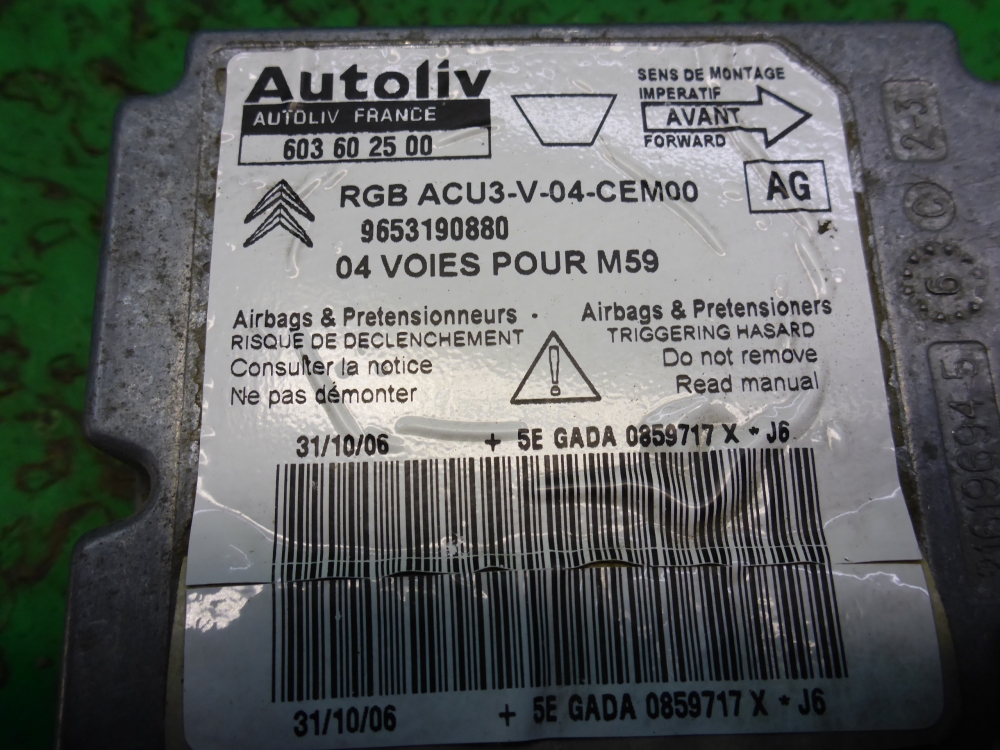 Autoliv
AUTOLIV FRANCE
603 60 25 00
SENS DE MONTAGE
IMPERATIF
AVANT
FORWARD
AG
RGB ACU3-V-04-CEM00
9653190880
04 VOIES POUR M59
Airbags & Pretensionneurs
RISQUE DE DECLENCHEMENT
Consulter la notice
Ne pas démonter
Airbags & Pretensioners
TRIGGERING HASARD
Do not remove
Read manual
31/10/06 + 5E GADA 0859717 X * J6
31/10/06 + 5E GADA 0859717 X * J6
23
C
6